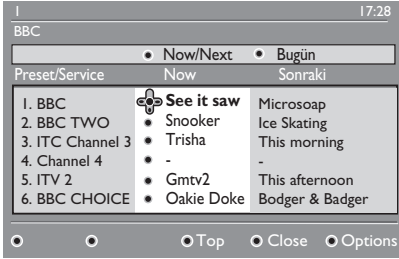 1 17:28
BBC
Now/Next Bugün
Preset/Service Now Sonraki
1. BBC See it saw Microsoap
2. BBC TWO Snooker Ice Skating
3. ITC Channel 3 Trisha This morning
4. Channel 4 - -
5. ITV 2 Gmtv2 This afternoon
6. BBC CHOICE Oakie Doke Bodger & Badger
Top Close Options